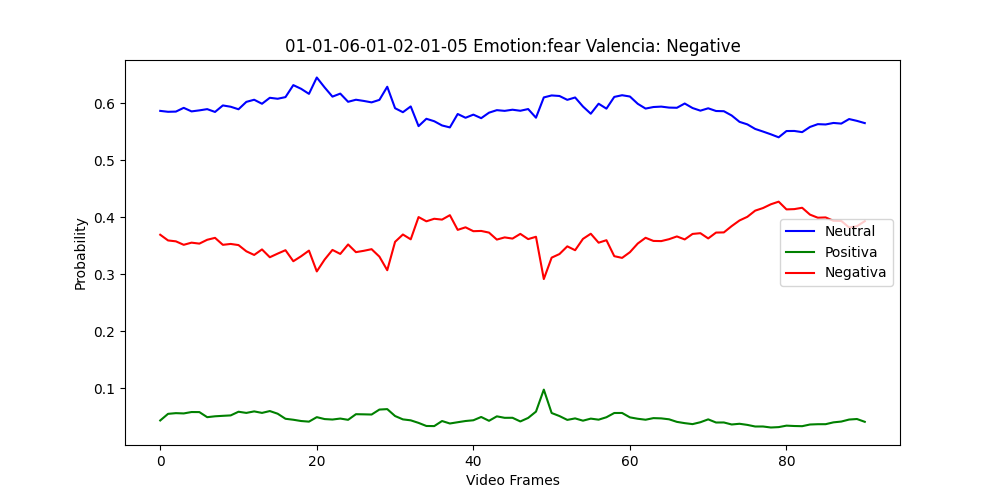 01-01-06-01-02-01-05 Emotion:fear Valencia: Negative
Probability
0.6
0.5
0.4
0.3
0.2
0.1
Neutral
Positiva
Negativa
0 20 40 60 80
Video Frames